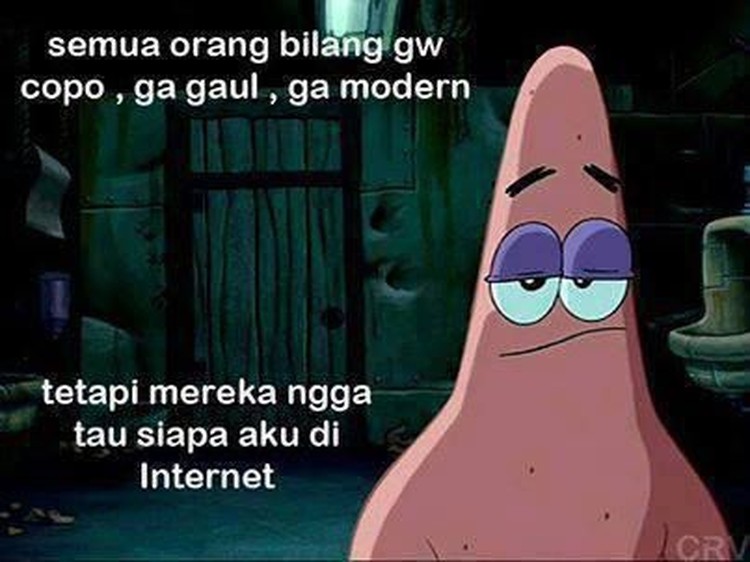 semua orang bilang gw
copo , ga gaul , ga modern
tetapi mereka ngga
tau siapa aku di
Internet
CRV